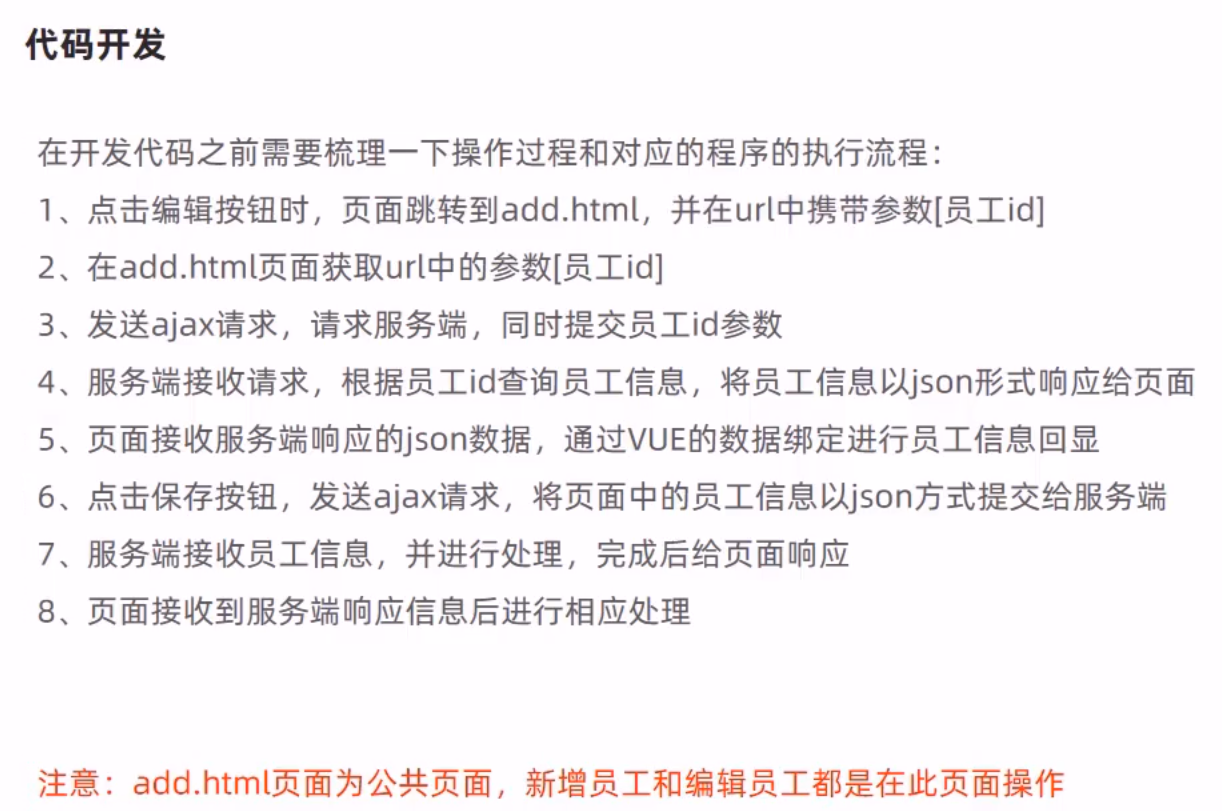 代码开发
在开发代码之前需要梳理一下操作过程和对应的程序的执行流程：
1、点击编辑按钮时，页面跳转到add.html，并在url中携带参数[员工id]
2、在add.html页面获取url中的参数[员工id]
3、发送ajax请求，请求服务端，同时提交员工id参数
4、服务端接收请求，根据员工id查询员工信息，将员工信息以json形式响应给页面
5、页面接收服务端响应的json数据，通过VUE的数据绑定进行员工信息回显
6、点击保存按钮，发送ajax请求，将页面中的员工信息以json方式提交给服务端
7、服务端接收员工信息，并进行处理，完成后给页面响应
8、页面接收到服务端响应信息后进行相应处理
注意：add.html页面为公共页面，新增员工和编辑员工都是在此页面操作